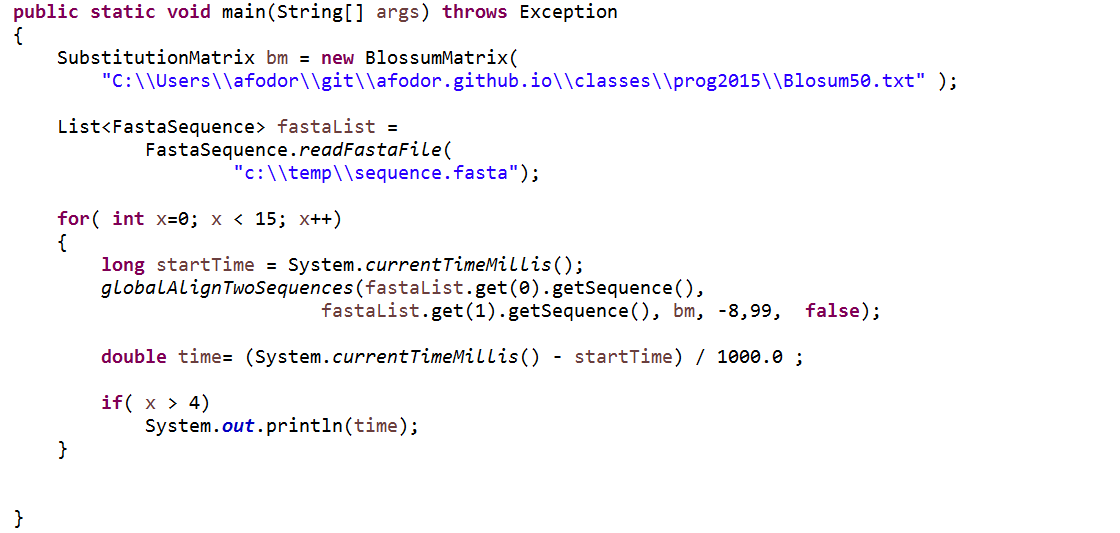 public static void main(String[] args) throws Exception
{
    SubstitutionMatrix bm = new BlossumMatrix(
        "C:\\Users\\afodor\\git\\afodor.github.io\\classes\\prog2015\\Blosum50.txt" );
    List<FastaSequence> fastaList =
            FastaSequence.readFastaFile(
                    "c:\\temp\\sequence.fasta");
    for( int x=0; x < 15; x++)
    {
        long startTime = System.currentTimeMillis();
        globalAlignTwoSequences(fastaList.get(0).getSequence(),
                            fastaList.get(1).getSequence(), bm, -8,99,  false);
        double time= (System.currentTimeMillis() - startTime) / 1000.0 ;
        if( x > 4)
            System.out.println(time);
    }
}